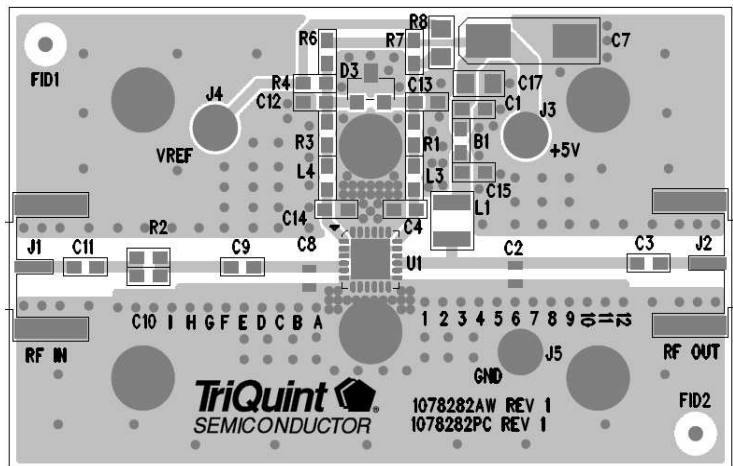 FID1
R6
R7
R8
C7
J4
R4
D3
C13
C17
C12
C1
J3
VREF
R3
R1
B1
+5V
L4
L3
C15
C14
C4
L1
J1
C11
R2
C9
C8
U1
C2
C3
J2
C10 I H G F E D C B A
1 2 3 4 5 6 7 8 9 10 11 12
RF IN
J5
RF OUT
GND
TriQuint
SEMICONDUCTOR
1078282AW REV 1
1078282PC REV 1
FID2